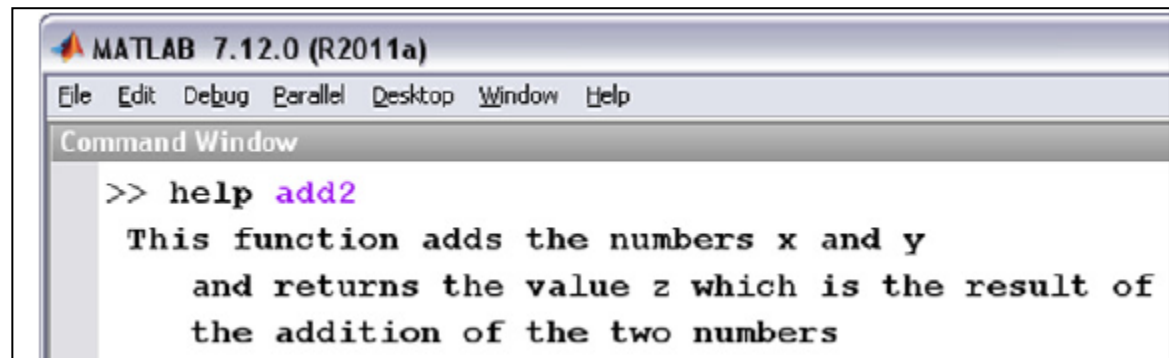 MATLAB 7.12.0 (R2011a)
File Edit Debug Parallel Desktop Window Help
Command Window
>> help add2
This function adds the numbers x and y
and returns the value z which is the result of
the addition of the two numbers